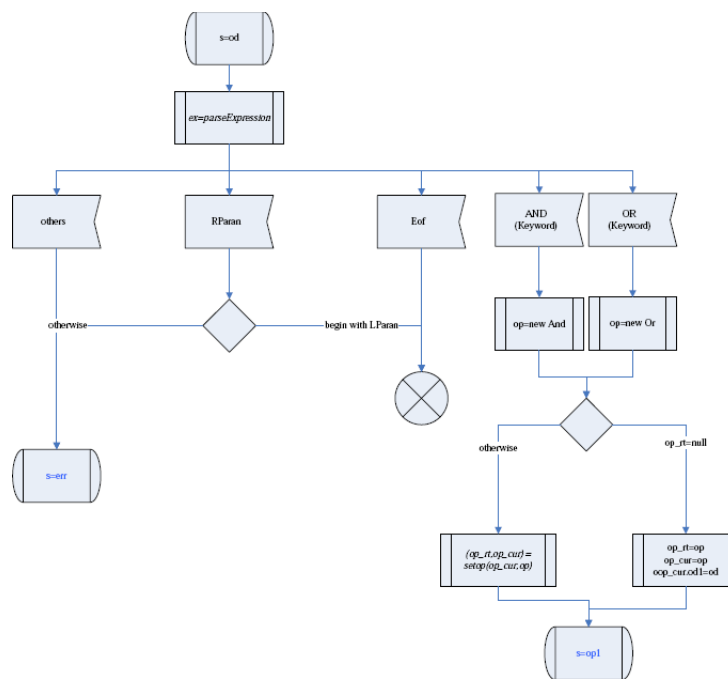 s=od
ex=parseExpression
others
RParan
Eof
AND
(Keyword)
OR
(Keyword)
op=new And
op=new Or
otherwise
begin with LParan
otherwise
op_rt=null
s=err
(op_rt,op_cur) =
setop(op_cur,op)
op_rt=op
op_cur=op
oop_cur.od1=od
s=op1